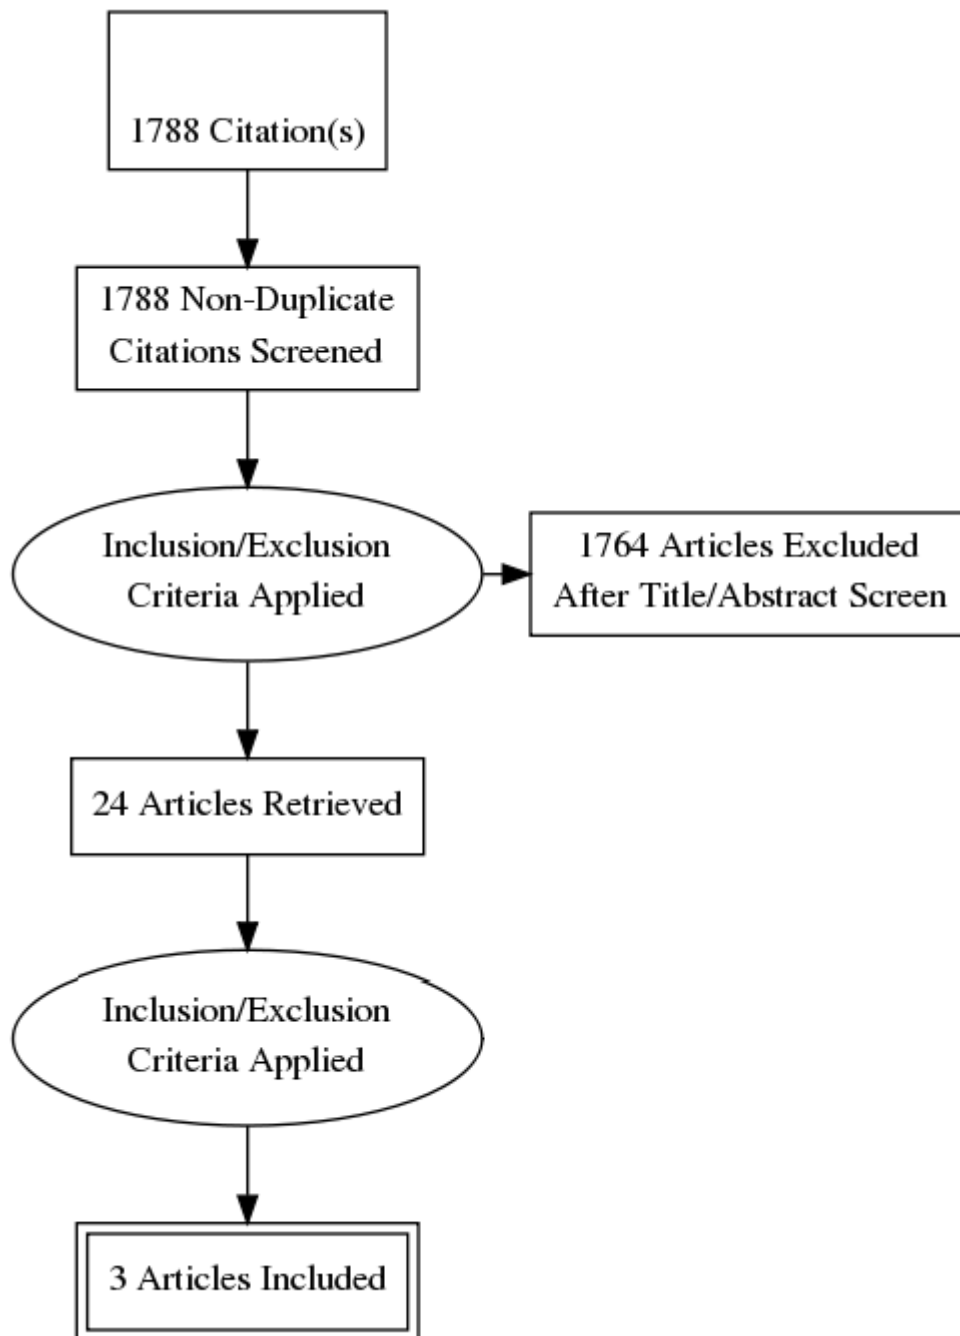 1788 Citation(s)
1788 Non-Duplicate
Citations Screened
Inclusion/Exclusion
Criteria Applied
1764 Articles Excluded
After Title/Abstract Screen
24 Articles Retrieved
Inclusion/Exclusion
Criteria Applied
3 Articles Included